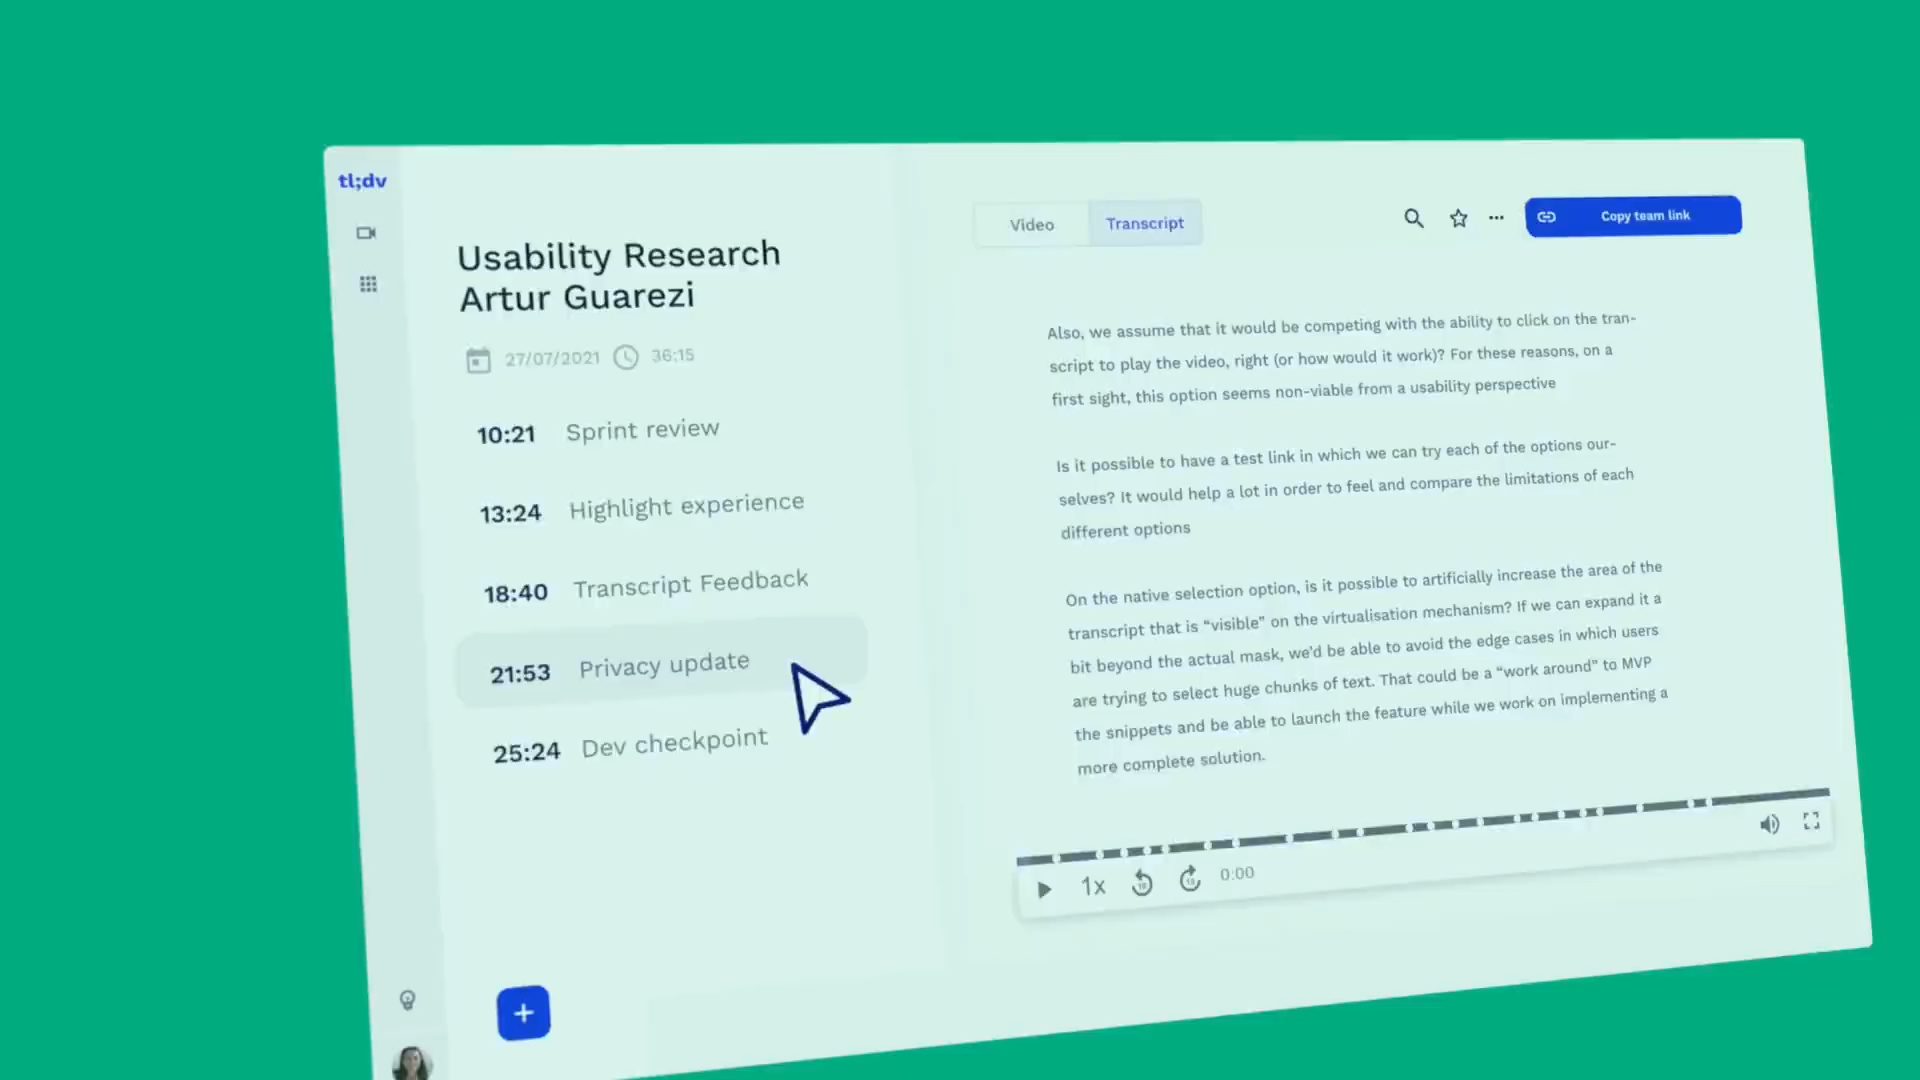 tl;dv
Usability Research
Artur Guarezi
27/07/2021 36:15
10:21 Sprint review
13:24 Highlight experience
18:40 Transcript Feedback
21:53 Privacy update
25:24 Dev checkpoint
Video Transcript
Copy team link
Also, we assume that it would be competing with the ability to click on the tran-
script to play the video, right (or how would it work)? For these reasons, on a
first sight, this option seems non-viable from a usability perspective
Is it possible to have a test link in which we can try each of the options our-
selves? It would help a lot in order to feel and compare the limitations of each
different options
On the native selection option, is it possible to artificially increase the area of the
transcript that is “visible” on the virtualisation mechanism? If we can expand it a
bit beyond the actual mask, we’d be able to avoid the edge cases in which users
are trying to select huge chunks of text. That could be a “work around” to MVP
the snippets and be able to launch the feature while we work on implementing a
more complete solution.
1x 0:00